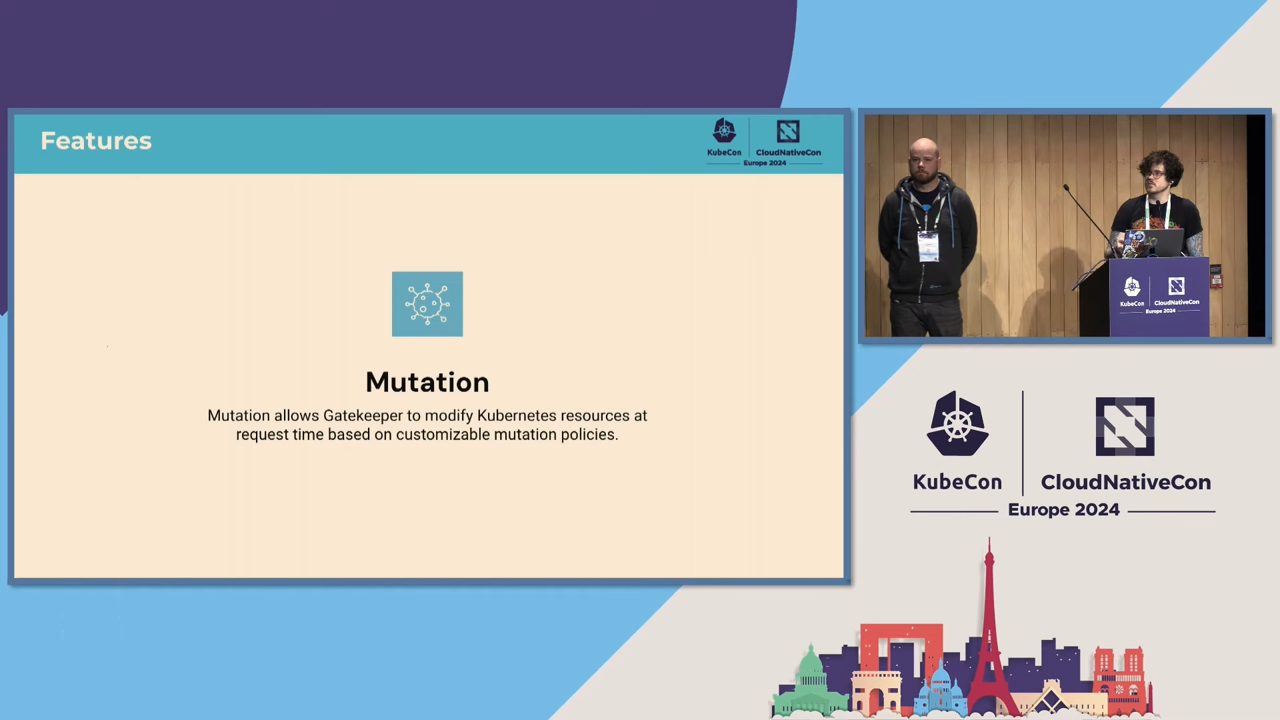 Features
KubeCon
CloudNativeCon
Europe 2024
Mutation
Mutation allows Gatekeeper to modify Kubernetes resources at
request time based on customizable mutation policies.
KubeCon
CloudNativeCon
Europe 2024
KubeCon
CloudNativeCon
Europe 2024